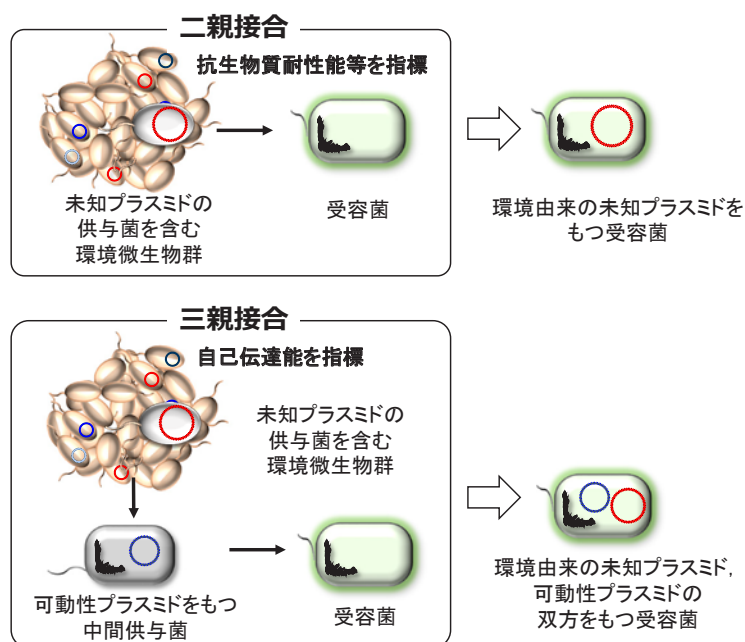 二親接合
抗生物質耐性能等を指標
未知プラスミドの
供与菌を含む
環境微生物群
受容菌
環境由来の未知プラスミドを
もつ受容菌
三親接合
自己伝達能を指標
未知プラスミドの
供与菌を含む
環境微生物群
可動性プラスミドをもつ
中間供与菌
受容菌
環境由来の未知プラスミド,
可動性プラスミドの
双方をもつ受容菌